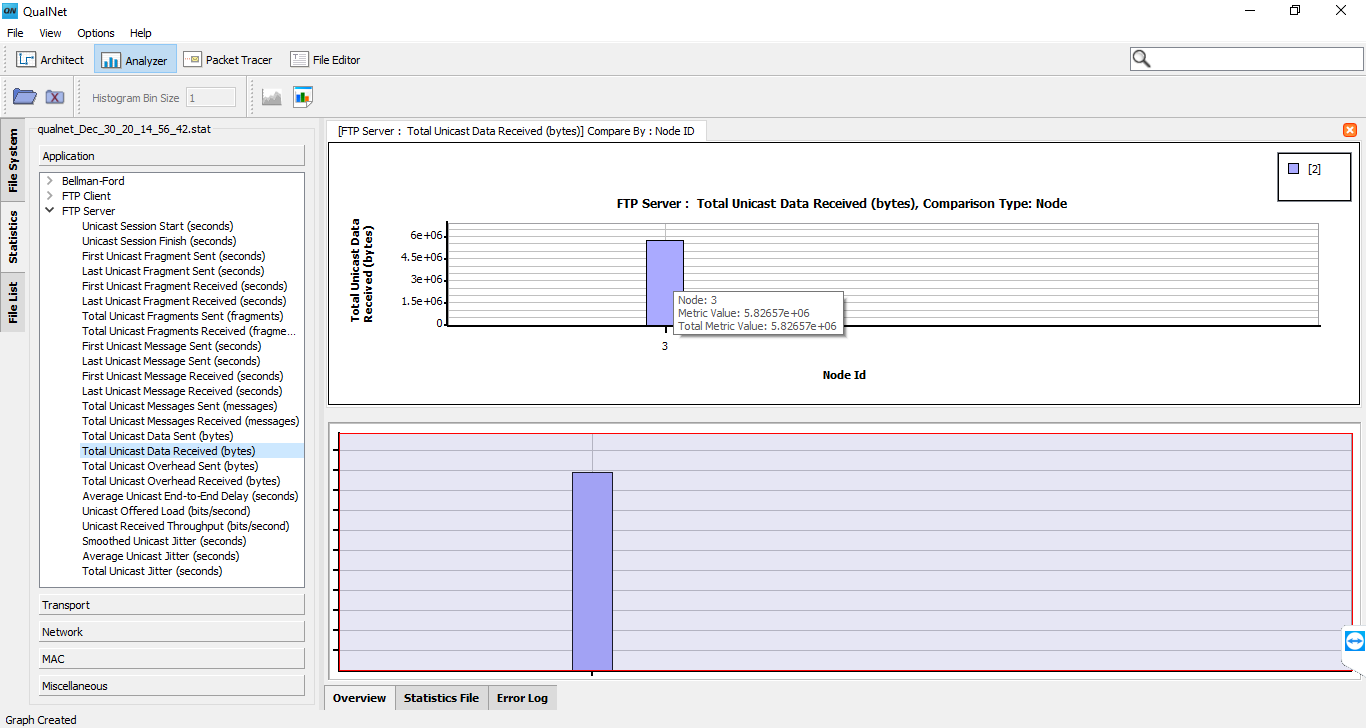 QN QualNet
File View Options Help
Architect Analyzer Packet Tracer File Editor
Histogram Bin Size 1
File System
Statistics
File List
qualnet_Dec_30_20_14_56_42.stat
Application
Bellman-Ford
FTP Client
FTP Server
Unicast Session Start (seconds)
Unicast Session Finish (seconds)
First Unicast Fragment Sent (seconds)
Last Unicast Fragment Sent (seconds)
First Unicast Fragment Received (seconds)
Last Unicast Fragment Received (seconds)
Total Unicast Fragments Sent (fragments)
Total Unicast Fragments Received (fragme...
First Unicast Message Sent (seconds)
Last Unicast Message Sent (seconds)
First Unicast Message Received (seconds)
Last Unicast Message Received (seconds)
Total Unicast Messages Sent (messages)
Total Unicast Messages Received (messages)
Total Unicast Data Sent (bytes)
Total Unicast Data Received (bytes)
Total Unicast Overhead Sent (bytes)
Total Unicast Overhead Received (bytes)
Average Unicast End-to-End Delay (seconds)
Unicast Offered Load (bits/second)
Unicast Received Throughput (bits/second)
Smoothed Unicast Jitter (seconds)
Average Unicast Jitter (seconds)
Total Unicast Jitter (seconds)
Transport
Network
MAC
Miscellaneous
[FTP Server : Total Unicast Data Received (bytes)] Compare By : Node ID
[2]
FTP Server : Total Unicast Data Received (bytes), Comparison Type: Node
Total Unicast Data
Received (bytes)
6e+06
4.5e+06
3e+06
1.5e+06
0
Node: 3
Metric Value: 5.82657e+06
Total Metric Value: 5.82657e+06
3
Node Id
Overview Statistics File Error Log
Graph Created